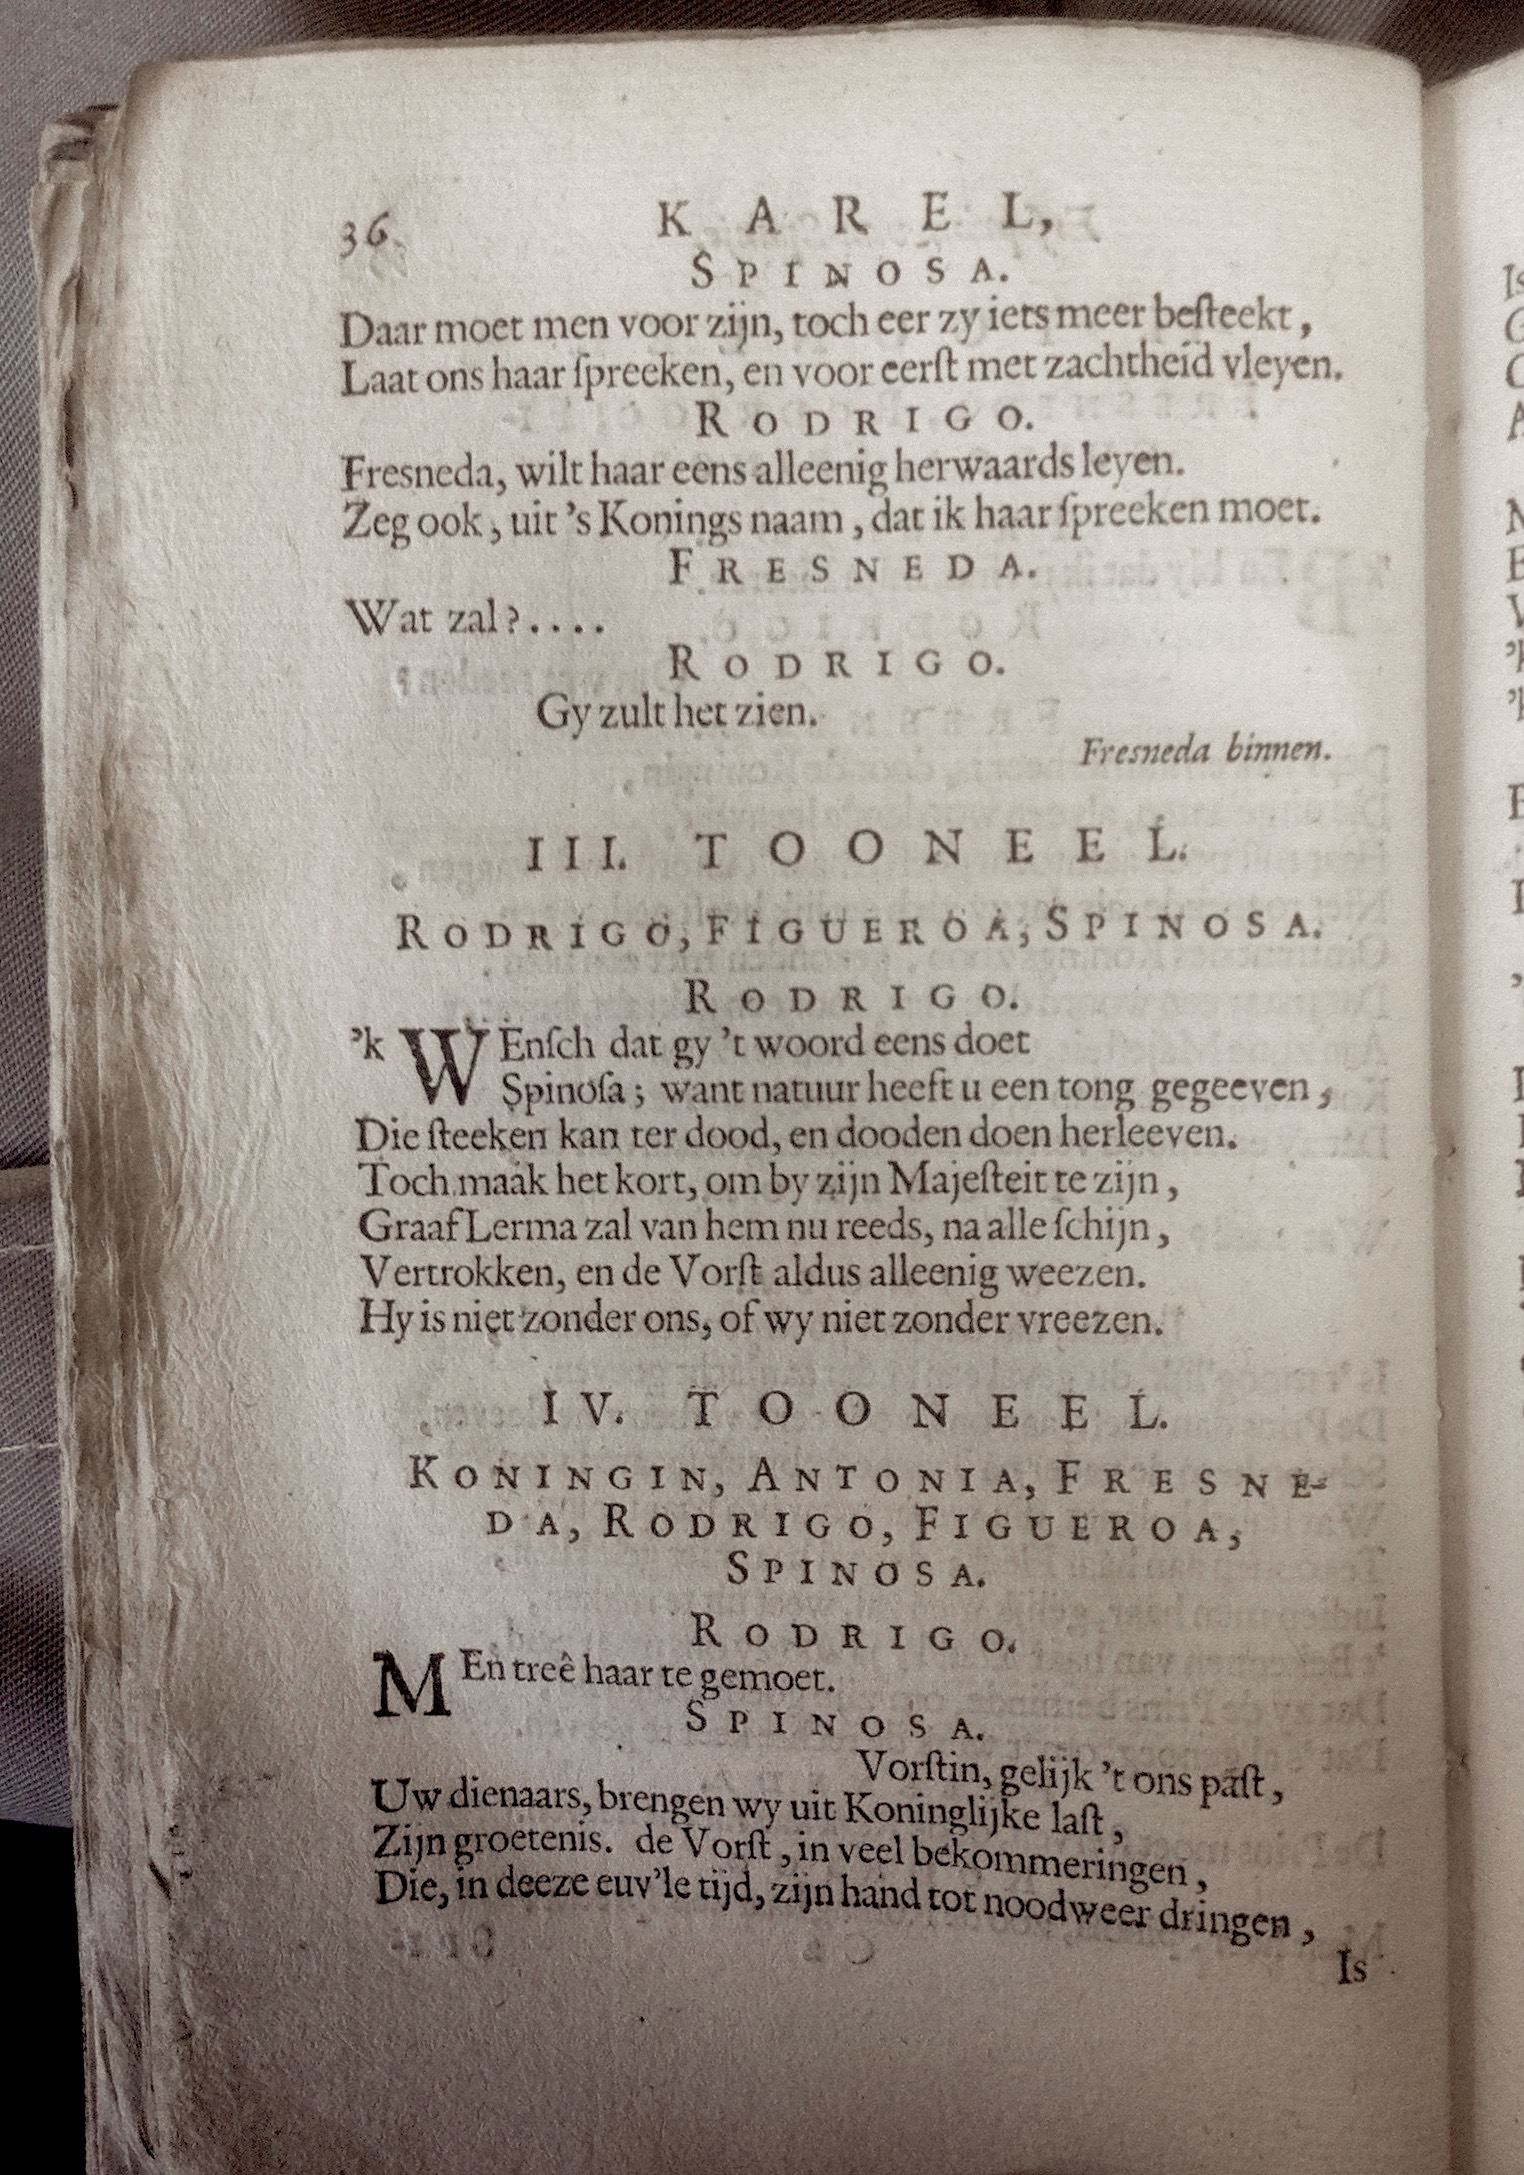 36 KAREL,
SPINOSA.
Daar moet men voor zijn, toch eer zy iets meer beſteekt,
Laat ons haar ſpreeken, en voor eerſt met zachtheid vleyen.
RODRIGO.
Fresneda, wilt haar eens alleenig herwaards leyen.
Zeg ook, uit 's Konings naam, dat ik haar ſpreeken moet.
FRESNEDA.
Wat zal?....
RODRIGO.
Gy zult het zien.
Fresneda binnen.
III. TOONEEL.
RODRIGO, FIGUEROA, SPINOSA.
RODRIGO.
'k WEnſch dat gy 't woord eens doet
Spinoſa; want natuur heeft u een tong gegeeven,
Die ſteeken kan ter dood, en dooden doen herleeven.
Toch maak het kort, om by zijn Majeſteit te zijn,
Graaf Lerma zal van hem nu reeds, na alle ſchijn,
Vertrokken, en de Vorſt aldus alleenig weezen.
Hy is niet zonder ons, of wy niet zonder vreezen.
IV. TOONEEL.
KONINGIN, ANTONIA, FRESNE-
DA, RODRIGO, FIGUEROA,
SPINOSA.
RODRIGO.
MEn treê haar te gemoet.
SPINOSA.
Vorſtin, gelijk 't ons paſt,
Uw dienaars, brengen wy uit Koninglijke laſt,
Zijn groetenis. de Vorſt, in veel bekommeringen,
Die, in deeze euv'le tijd, zijn hand tot noodweer dringen,
Is